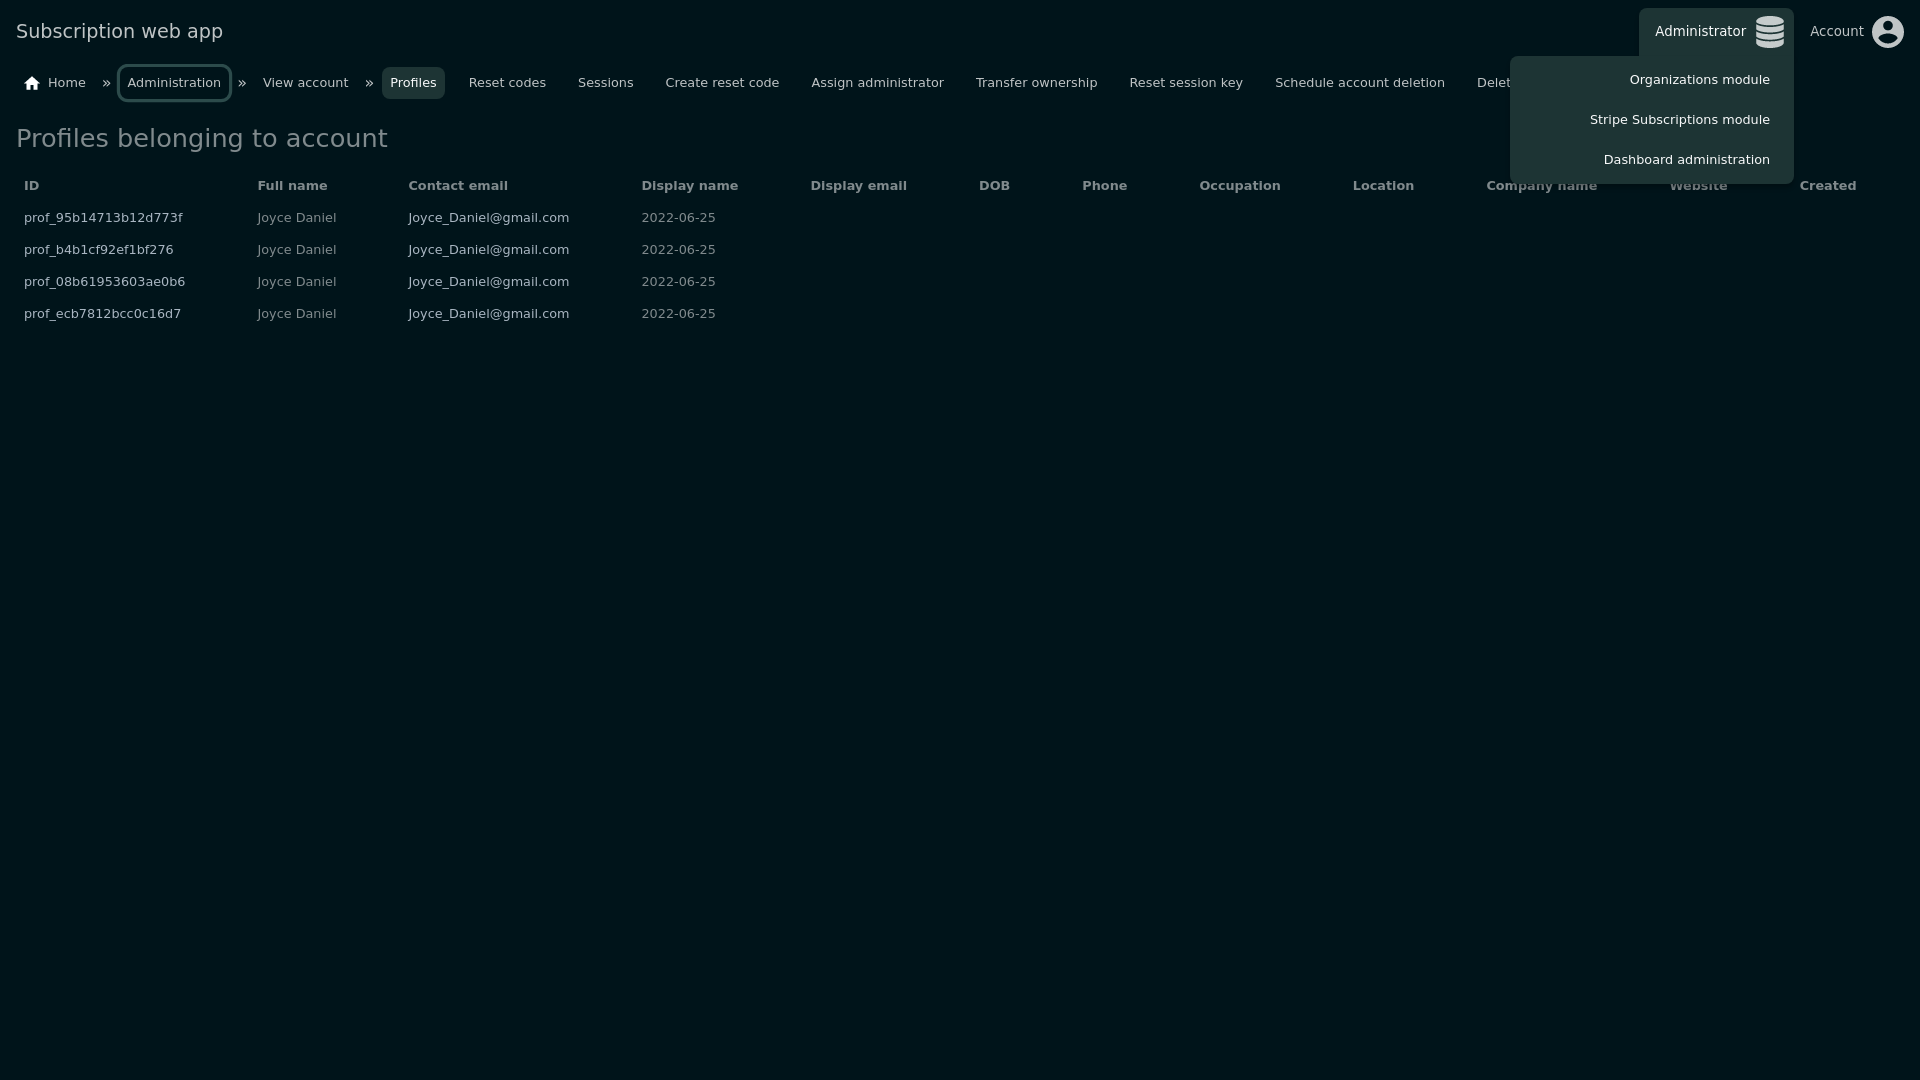 Subscription web app
Administrator
Account
Home » Administration » View account » Profiles Reset codes Sessions Create reset code Assign administrator Transfer ownership Reset session key Schedule account deletion Delet
Organizations module
Stripe Subscriptions module
Dashboard administration
Profiles belonging to account
ID Full name Contact email Display name Display email DOB Phone Occupation Location Company name Website Created
prof_95b14713b12d773f Joyce Daniel Joyce_Daniel@gmail.com 2022-06-25
prof_b4b1cf92ef1bf276 Joyce Daniel Joyce_Daniel@gmail.com 2022-06-25
prof_08b61953603ae0b6 Joyce Daniel Joyce_Daniel@gmail.com 2022-06-25
prof_ecb7812bcc0c16d7 Joyce Daniel Joyce_Daniel@gmail.com 2022-06-25